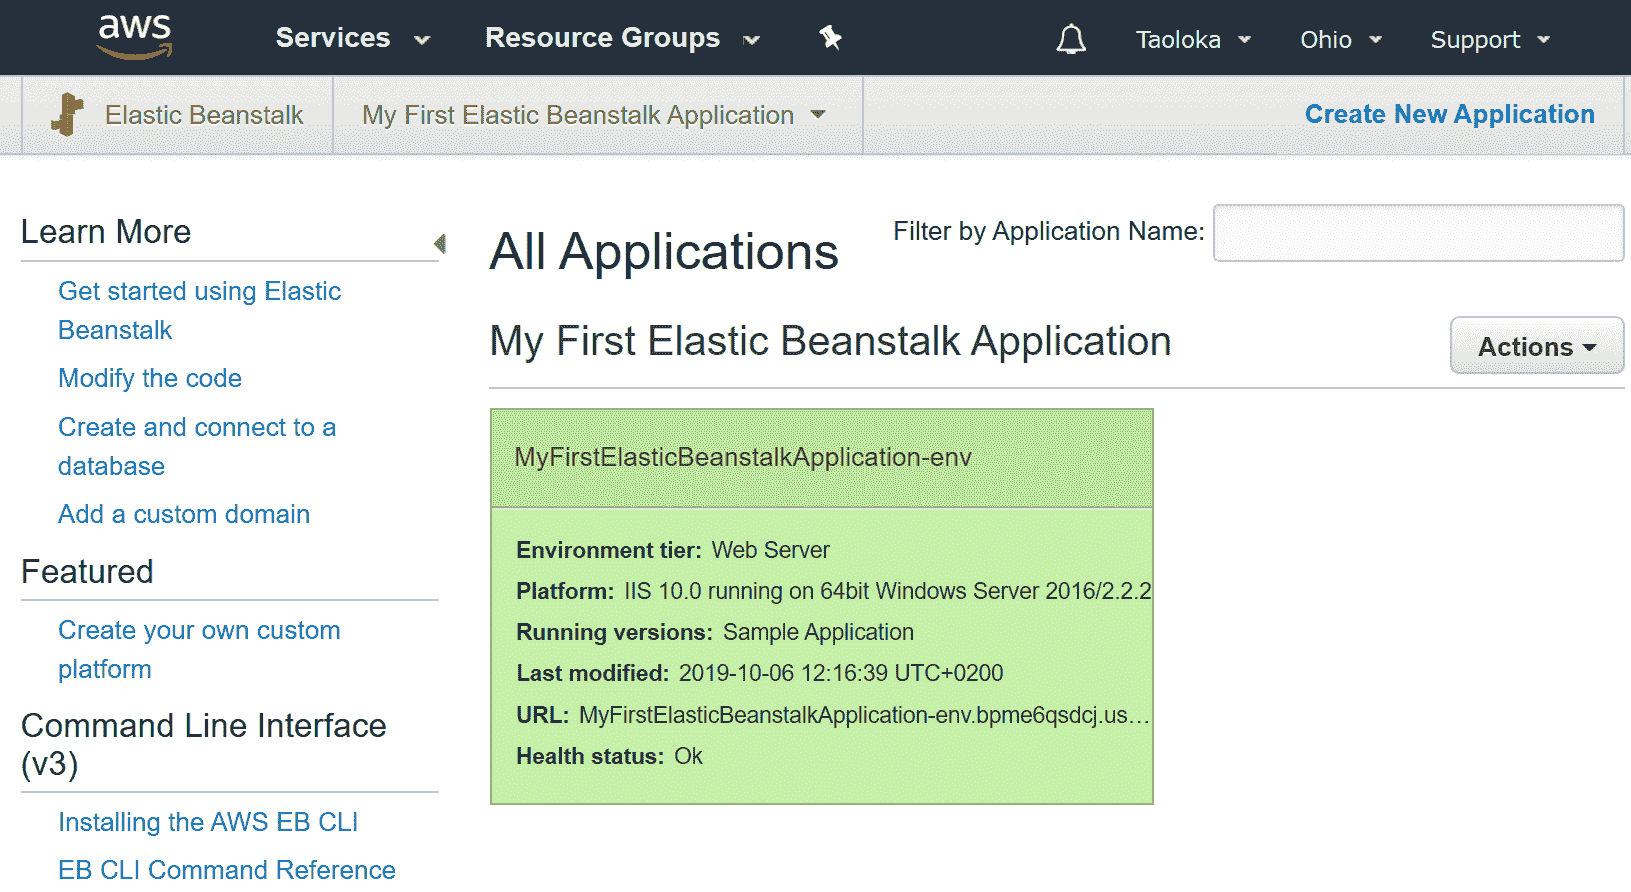 aws Services Resource Groups Taoloka Ohio Support
Elastic Beanstalk My First Elastic Beanstalk Application Create New Application
Learn More
Get started using Elastic
Beanstalk
Modify the code
Create and connect to a
database
Add a custom domain
Featured
Create your own custom
platform
Command Line Interface
(v3)
Installing the AWS EB CLI
EB CLI Command Reference
All Applications
Filter by Application Name:
My First Elastic Beanstalk Application
Actions
MyFirstElasticBeanstalkApplication-env
Environment tier: Web Server
Platform: IIS 10.0 running on 64bit Windows Server 2016/2.2.2
Running versions: Sample Application
Last modified: 2019-10-06 12:16:39 UTC+0200
URL: MyFirstElasticBeanstalkApplication-env.bpme6qsdcj.us...
Health status: Ok